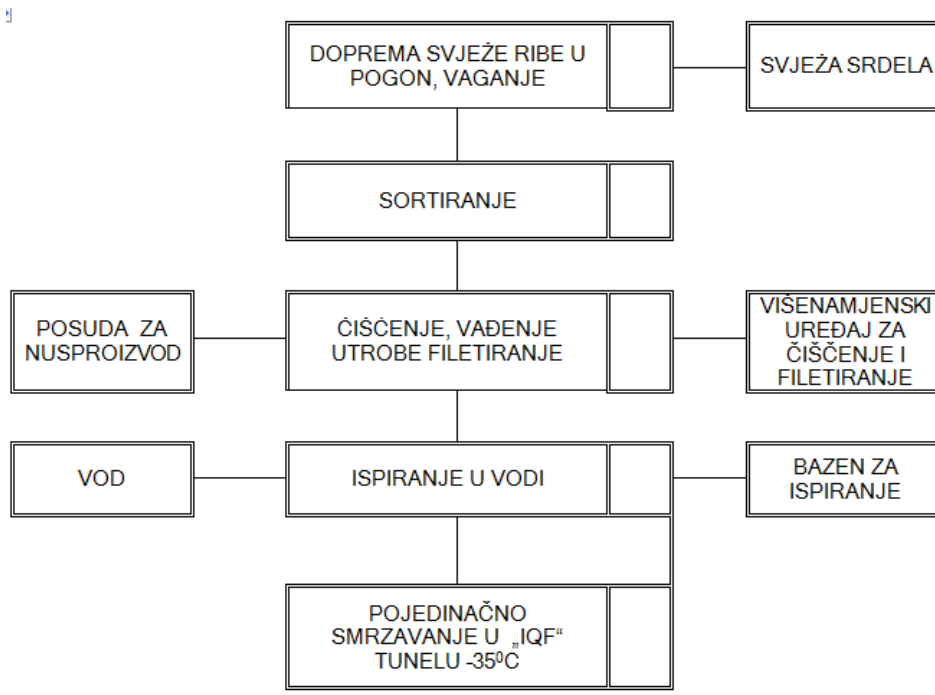 DOPREMA SVJEŽE RIBE U
POGON, VAGANJE
SVJEŽA SRDELA
SORTIRANJE
POSUDA ZA
NUSPROIZVOD
ČIŠĆENJE, VAĐENJE
UTROBE FILETIRANJE
VIŠENAMJENSKI
UREĐAJ ZA
ČIŠĆENJE I
FILETIRANJE
VOD
ISPIRANJE U VODI
BAZEN ZA
ISPIRANJE
POJEDINAČNO
SMRZAVANJE U „IQF“
TUNELU -35⁰C